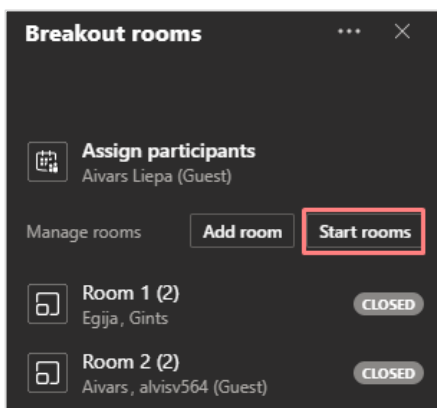 Breakout rooms
Assign participants
Aivars Liepa (Guest)
Manage rooms Add room Start rooms
Room 1 (2) CLOSED
Egija, Gints
Room 2 (2) CLOSED
Aivars, alvisv564 (Guest)